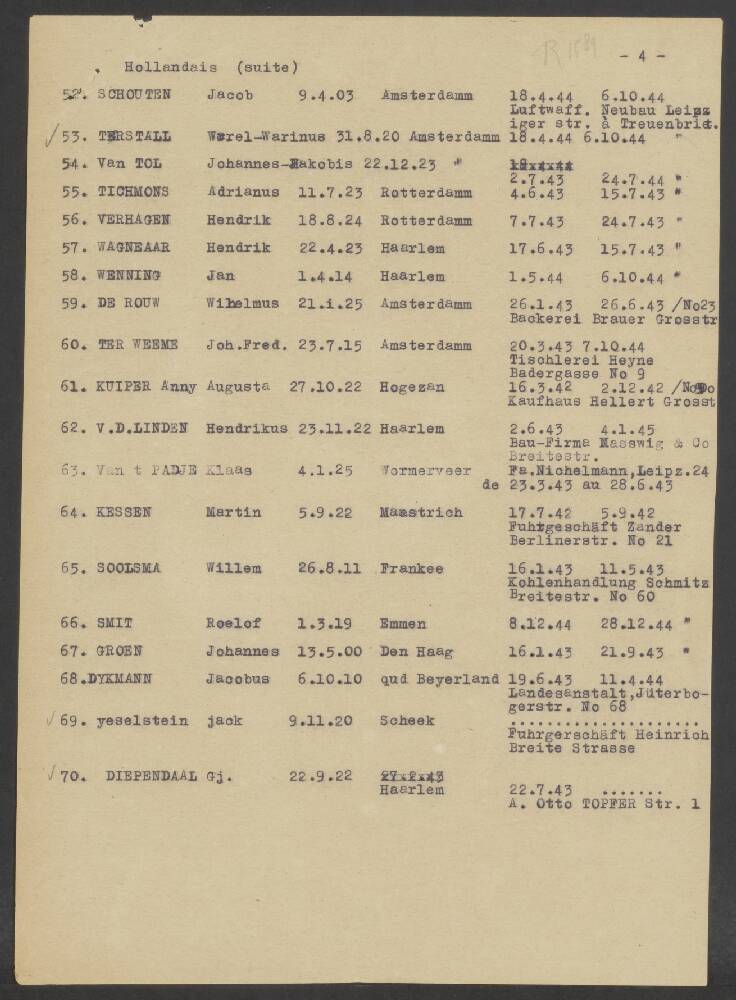 R 1589
- 4 -
Hollandais (suite)
52. SCHOUTEN Jacob 9.4.03 Amsterdamm 18.4.44 6.10.44
Luftwaff. Neubau Leipz
iger str. à Treuenbriet.
53. TERSTALL Warel-Warinus 31.8.20 Amsterdamm 18.4.44 6.10.44 "
54. Van TOL Johannes-Hakobis 22.12.23 "
2.7.43 24.7.44 "
55. TICHMONS Adrianus 11.7.23 Rotterdamm 4.6.43 15.7.43 "
56. VERHAGEN Hendrik 18.8.24 Rotterdamm 7.7.43 24.7.43 "
57. WAGNEAAR Hendrik 22.4.23 Haarlem 17.6.43 15.7.43 "
58. WENNING Jan 1.4.14 Haarlem 1.5.44 6.10.44 "
59. DE ROUW Wihelmus 21.1.25 Amsterdamm 26.1.43 26.6.43 /No23
Backerei Brauer Grosstr
60. TER WEEME Joh.Fred. 23.7.15 Amsterdamm 20.3.43 7.10.44
Tischlerei Heyne
Badergasse No 9
61. KUIPER Anny Augusta 27.10.22 Hogezan 16.3.42 2.12.42
Kaufhaus Hellert Grosst
62. V.D.LINDEN Hendrikus 23.11.22 Haarlem 2.6.43 4.1.45
Bau-Firma Masswig & Co
Breitestr.
63. Van t PADJE Klaas 4.1.25 Wormerveer Fa.Nichelmann,Leipz.24
de 23.3.43 au 28.6.43
64. KESSEN Martin 5.9.22 Mamstrich 17.7.42 5.9.42
Fuhrgeschäft Zander
Berlinerstr. No 21
65. SOOLSMA Willem 26.8.11 Frankee 16.1.43 11.5.43
Kohlenhandlung Schmitz
Breitestr. No 60
66. SMIT Roelof 1.3.19 Emmen 8.12.44 28.12.44 "
67. GROEN Johannes 13.5.00 Den Haag 16.1.43 21.9.43 "
68.DYKMANN Jacobus 6.10.10 qud Beyerland 19.6.43 11.4.44
Landesanstalt,Jüterbo-
gerstr. No 68
69. yeselstein jack 9.11.20 Scheek .....................
Fuhrgerschäft Heinrich
Breite Strasse
70. DIEPENDAAL Gj. 22.9.22 27.2.43
Haarlem 22.7.43 .......
A. Otto TOPFER Str. 1